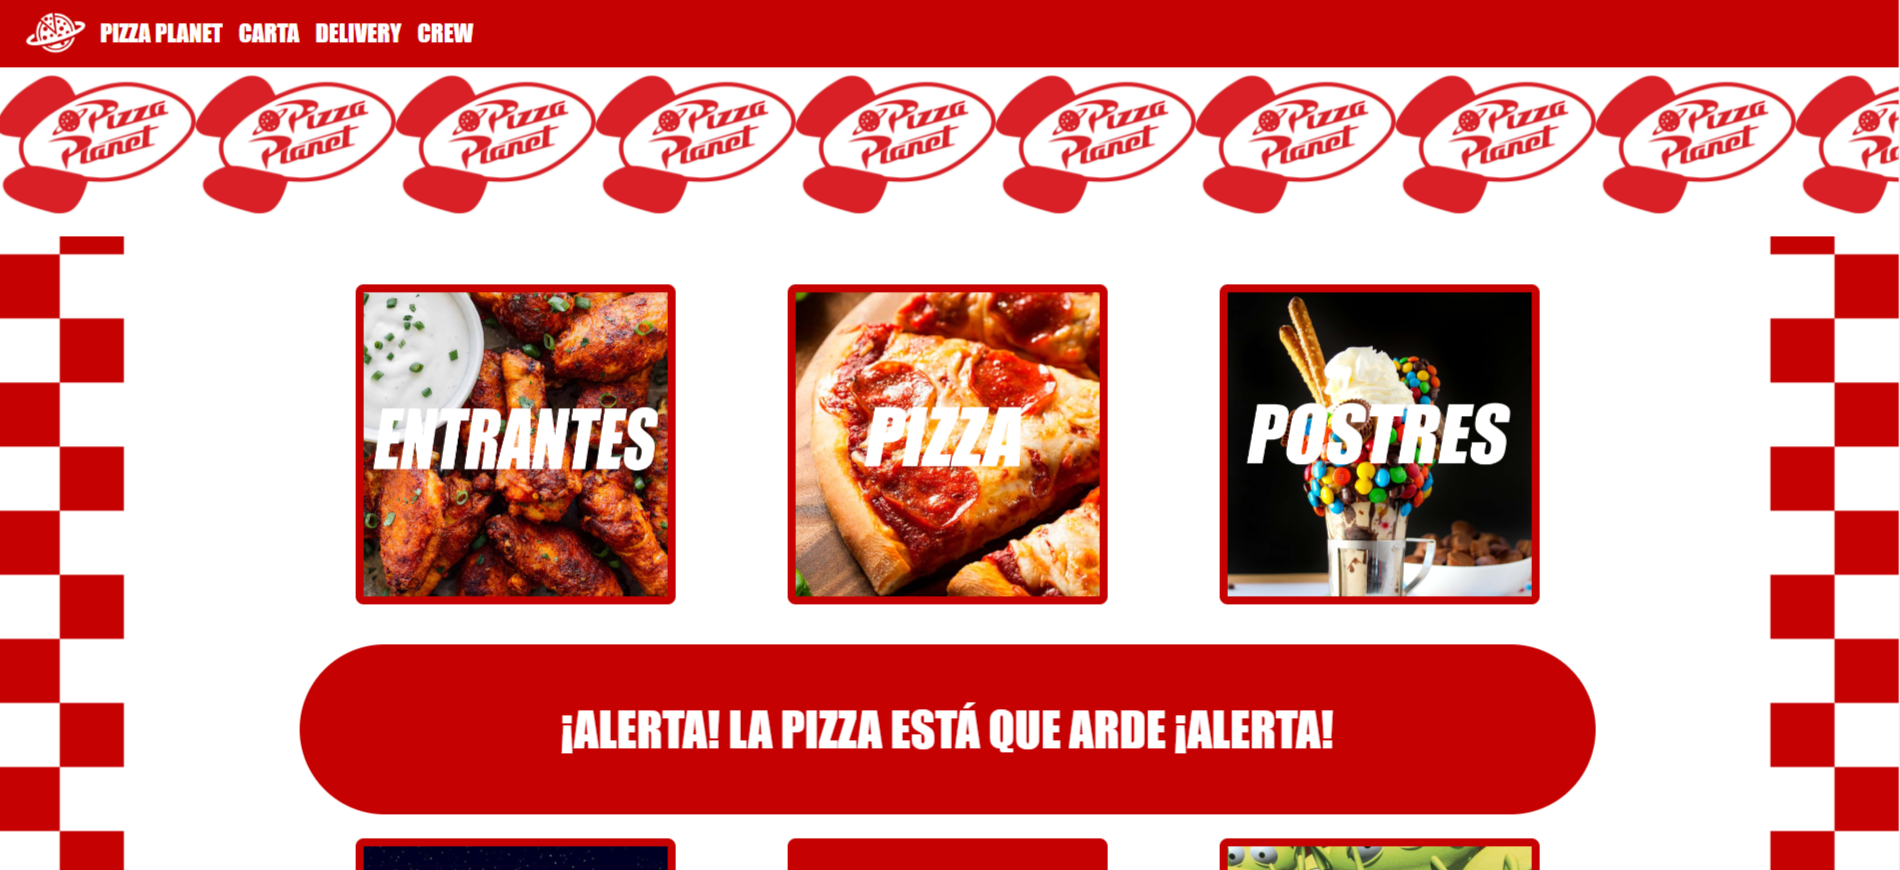 PIZZA PLANET CARTA DELIVERY CREW
Pizza Planet Pizza Planet Pizza Planet Pizza Planet Pizza Planet Pizza Planet Pizza Planet Pizza Planet Pizza Planet
ENTRANTES PIZZA POSTRES
¡ALERTA! LA PIZZA ESTÁ QUE ARDE ¡ALERTA!